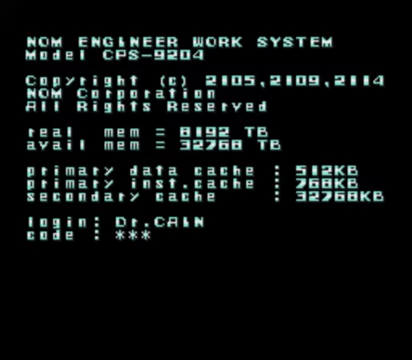 NOM ENGINEER WORK SYSTEM
Model CPS-9204
Copyright (c) 2105,2109,2114
NOM Corporation
All Rights Reserved
real mem = 8192 TB
avail mem = 32768 TB
primary data cache : 512KB
primary inst.cache : 768KB
secondary cache : 32768KB
login: Dr.CAIN
code : ***